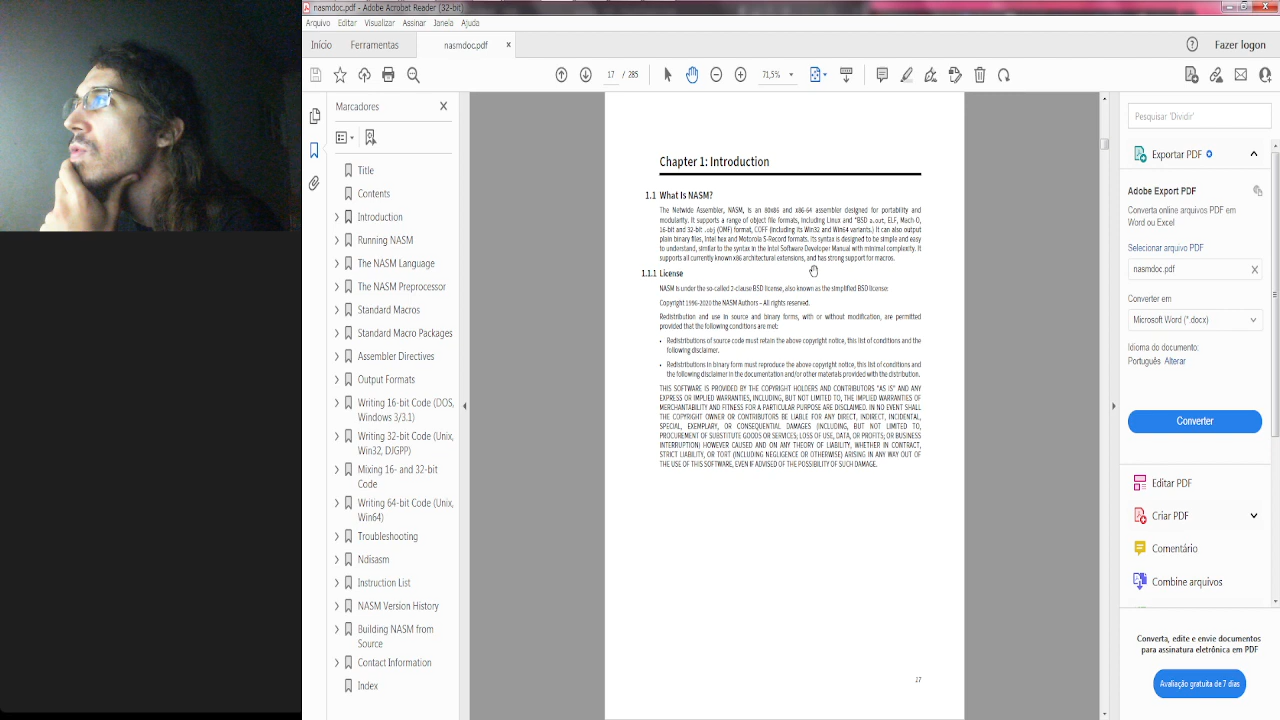 nasmdoc.pdf - Adobe Acrobat Reader (32-bit)
Arquivo Editar Visualizar Assinar Janela Ajuda
Início Ferramentas nasmdoc.pdf × Fazer logon
17 / 285 71,5%
Marcadores
Title
Contents
Introduction
Running NASM
The NASM Language
The NASM Preprocessor
Standard Macros
Standard Macro Packages
Assembler Directives
Output Formats
Writing 16-bit Code (DOS,
Windows 3/3.1)
Writing 32-bit Code (Unix,
Win32, DJGPP)
Mixing 16- and 32-bit
Code
Writing 64-bit Code (Unix,
Win64)
Troubleshooting
Ndisasm
Instruction List
NASM Version History
Building NASM from
Source
Contact Information
Index
Chapter 1: Introduction
1.1 What Is NASM?
The Netwide Assembler, NASM, is an 80x86 and x86-64 assembler designed for portability and
modularity. It supports a range of object file formats, including Linux and *BSD a.out, ELF, Mach-O,
16-bit and 32-bit .obj (OMF) format, COFF (including its Win32 and Win64 variants.) It can also output
plain binary files, Intel hex and Motorola S-Record formats. Its syntax is designed to be simple and easy
to understand, similar to the syntax in the Intel Software Developer Manual with minimal complexity. It
supports all currently known x86 architectural extensions, and has strong support for macros.
1.1.1 License
NASM is under the so-called 2-clause BSD license, also known as the simplified BSD license:
Copyright 1996-2020 the NASM Authors – All rights reserved.
Redistribution and use in source and binary forms, with or without modification, are permitted
provided that the following conditions are met:
• Redistributions of source code must retain the above copyright notice, this list of conditions and the
following disclaimer.
• Redistributions in binary form must reproduce the above copyright notice, this list of conditions and
the following disclaimer in the documentation and/or other materials provided with the distribution.
THIS SOFTWARE IS PROVIDED BY THE COPYRIGHT HOLDERS AND CONTRIBUTORS "AS IS" AND ANY
EXPRESS OR IMPLIED WARRANTIES, INCLUDING, BUT NOT LIMITED TO, THE IMPLIED WARRANTIES OF
MERCHANTABILITY AND FITNESS FOR A PARTICULAR PURPOSE ARE DISCLAIMED. IN NO EVENT SHALL
THE COPYRIGHT OWNER OR CONTRIBUTORS BE LIABLE FOR ANY DIRECT, INDIRECT, INCIDENTAL,
SPECIAL, EXEMPLARY, OR CONSEQUENTIAL DAMAGES (INCLUDING, BUT NOT LIMITED TO,
PROCUREMENT OF SUBSTITUTE GOODS OR SERVICES; LOSS OF USE, DATA, OR PROFITS; OR BUSINESS
INTERRUPTION) HOWEVER CAUSED AND ON ANY THEORY OF LIABILITY, WHETHER IN CONTRACT,
STRICT LIABILITY, OR TORT (INCLUDING NEGLIGENCE OR OTHERWISE) ARISING IN ANY WAY OUT OF
THE USE OF THIS SOFTWARE, EVEN IF ADVISED OF THE POSSIBILITY OF SUCH DAMAGE.
17
Pesquisar 'Dividir'
Exportar PDF
Adobe Export PDF
Converta online arquivos PDF em
Word ou Excel
Selecionar arquivo PDF
nasmdoc.pdf
Converter em
Microsoft Word (*.docx)
Idioma do documento:
Português Alterar
Converter
Editar PDF
Criar PDF
Comentário
Combine arquivos
Converta, edite e envie documentos
para assinatura eletrônica em PDF
Avaliação gratuita de 7 dias